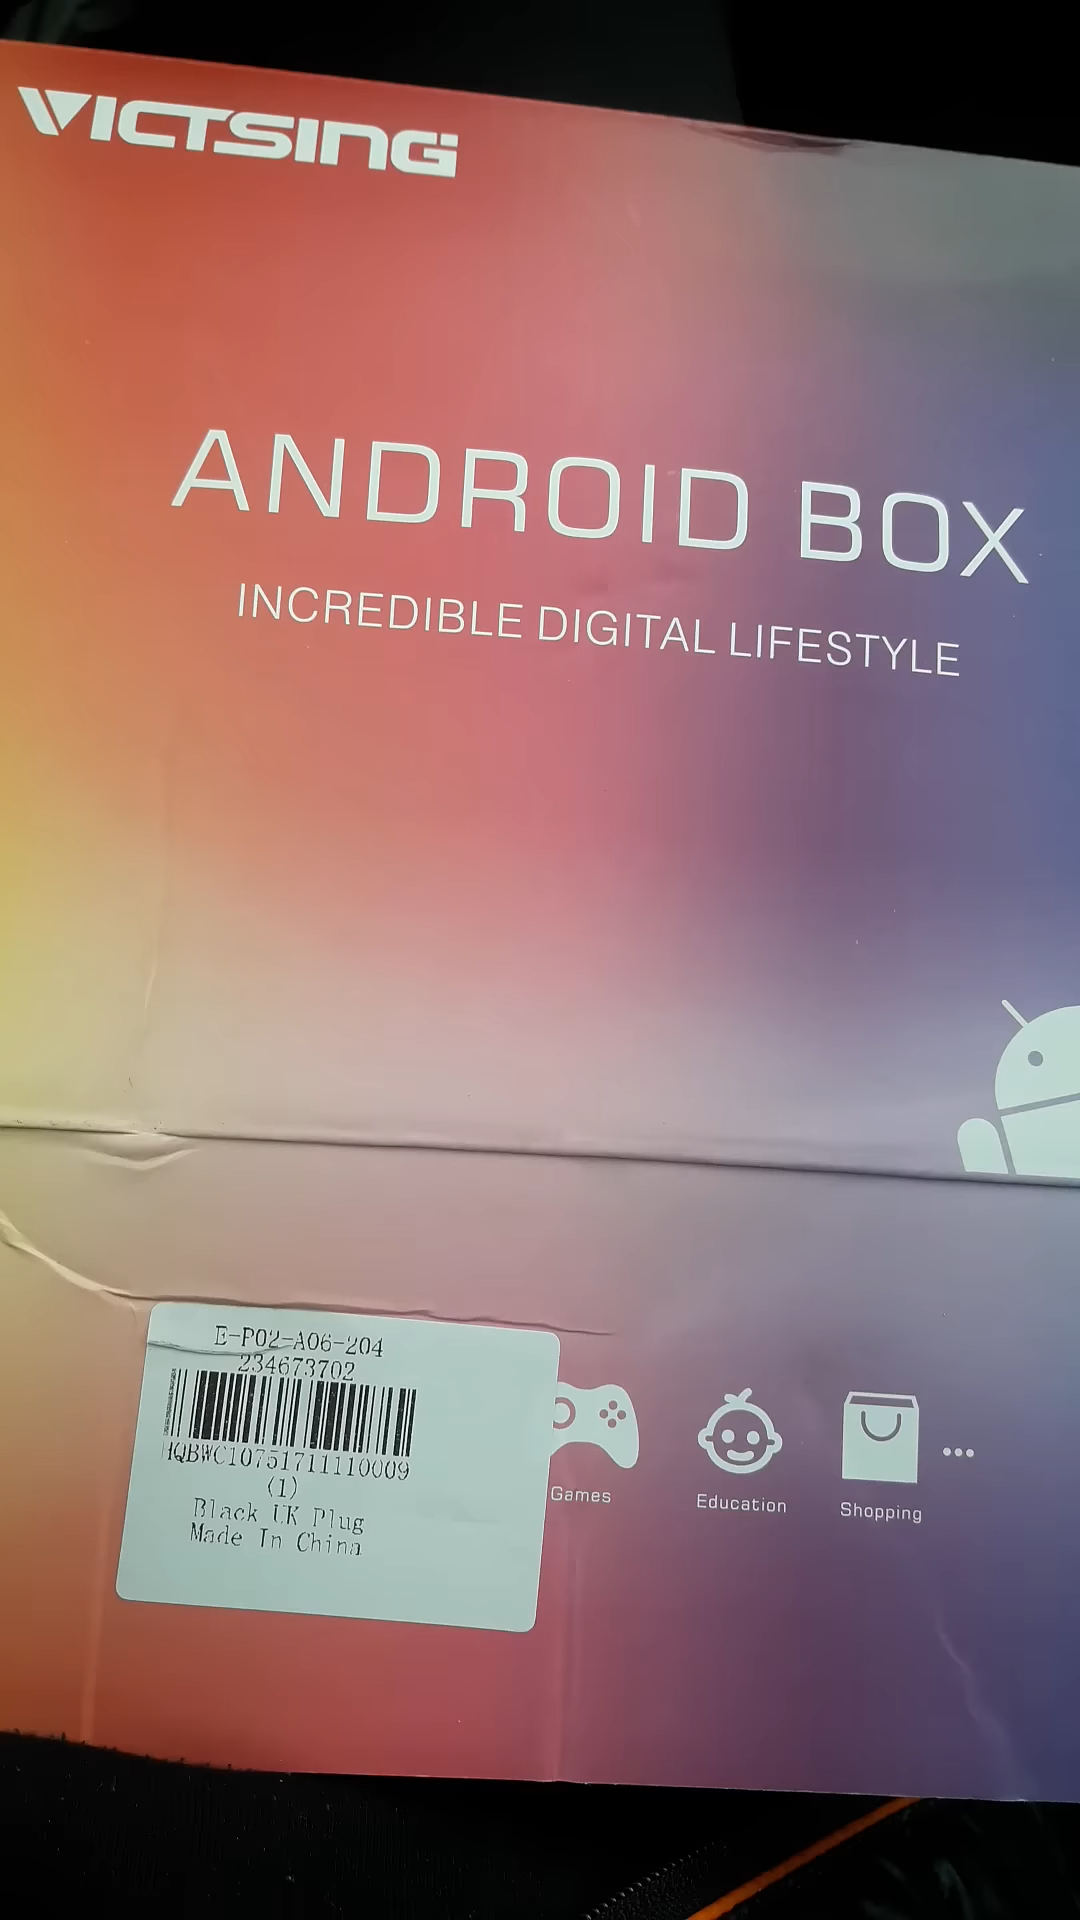 VICTSING
ANDROID BOX
INCREDIBLE DIGITAL LIFESTYLE
E-P02-A06-204
234673702
HQBWC10751711110009
(1)
Black UK Plug
Made In China
Games
Education
Shopping
...